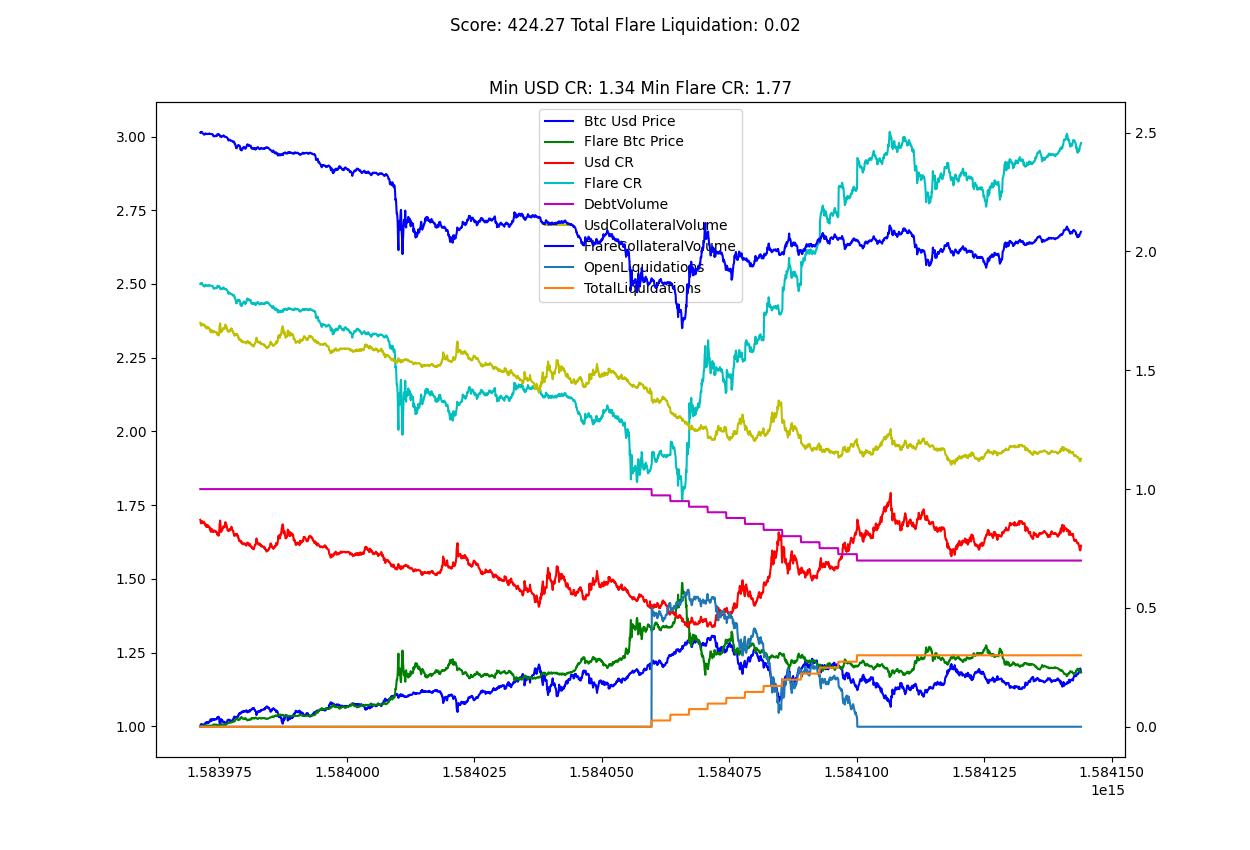 Score: 424.27 Total Flare Liquidation: 0.02
Min USD CR: 1.34 Min Flare CR: 1.77
Btc Usd Price
Flare Btc Price
Usd CR
Flare CR
DebtVolume
UsdCollateralVolume
FlareCollateralVolume
OpenLiquidations
TotalLiquidations
3.00
2.75
2.50
2.25
2.00
1.75
1.50
1.25
1.00
2.5
2.0
1.5
1.0
0.5
0.0
1.583975 1.584000 1.584025 1.584050 1.584075 1.584100 1.584125 1.584150
1e15